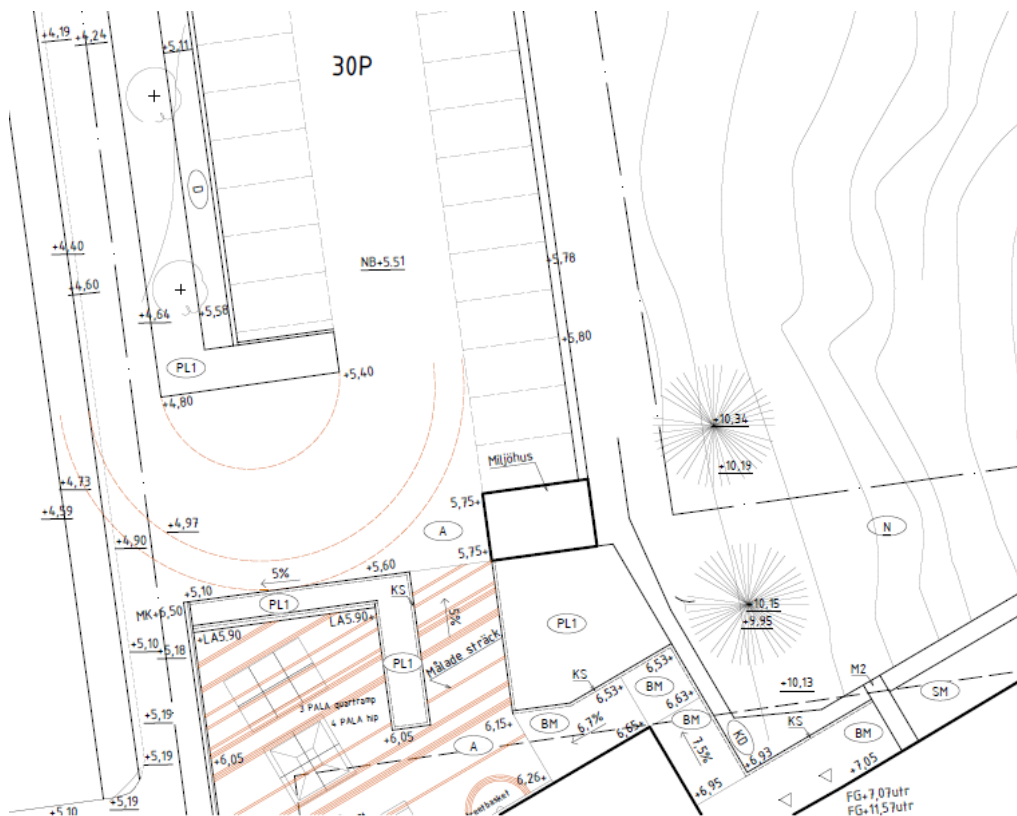 +4,19
+4,24
+5,11
30P
D
NB+5.51
+4,40
+4,60
+4,64
+5,58
+5,78
+5,80
PL1
+5,40
+4,80
+10,34
+10,19
Miljöhus
+4,73
+4,59
+4,97
+4,90
5,75+
A
5,75+
N
5%
+5,60
+5,10
KS
PL1
MK+6,50
LA5.90+
+LA5.90
5%
+5,10
+5,18
PL1
Målade sträck
PL1
+10,15
+9,95
KS
6,53+
6,53+
BM
6,63+
+10,13
M2
SM
3 PALA quartramp
4 PALA hip
+5,19
+5,19
+6,05
+6,05
6,15+
BM
6,7%
6,65+
BM
7,5%
KD
KS
BM
A
+6,93
+7,05
6,26+
+6,95
+5,19
+5,10
FG+7,07utr
FG+11,57utr